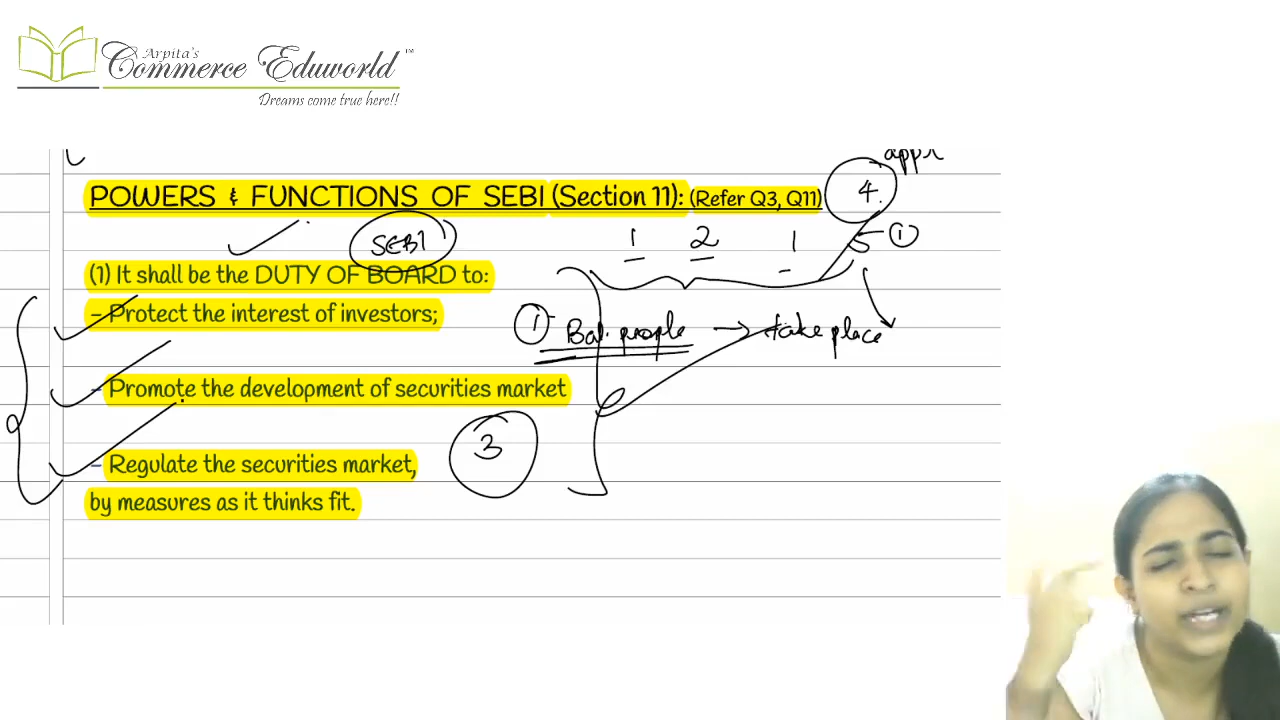 Arpita's
Commerce Eduworld™
Dreams come true here!!
appr
POWERS & FUNCTIONS OF SEBI (Section 11): (Refer Q3, Q11) 4
SEBI 1 2 1 5 1
(1) It shall be the DUTY OF BOARD to:
– Protect the interest of investors;
1 Bal. people → take place
– Promote the development of securities market
3
– Regulate the securities market,
by measures as it thinks fit.